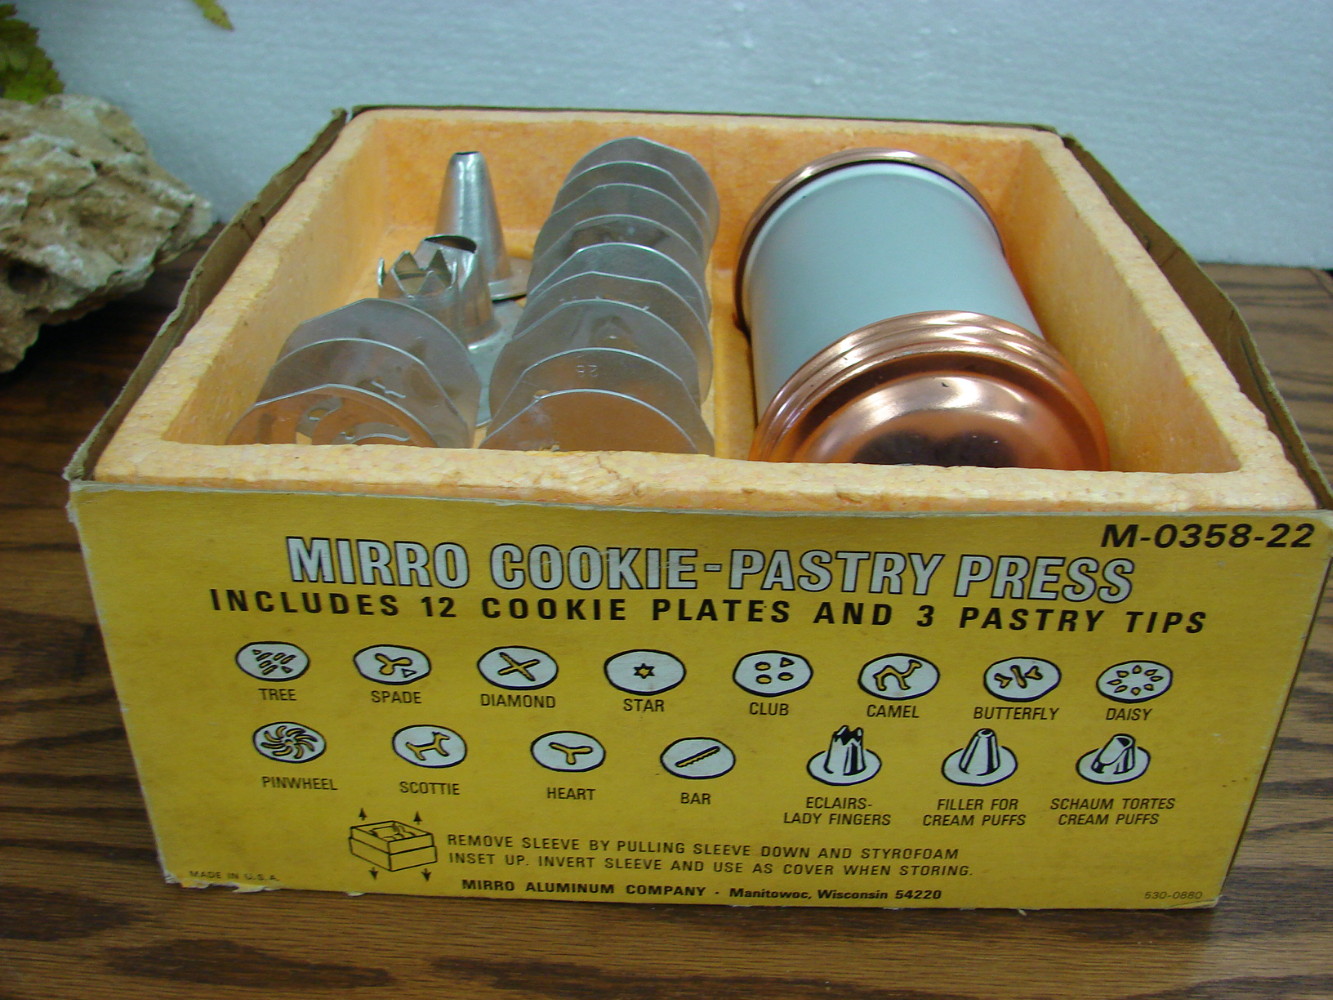 28
M-0358-22
MIRRO COOKIE-PASTRY PRESS
INCLUDES 12 COOKIE PLATES AND 3 PASTRY TIPS
TREE SPADE DIAMOND STAR CLUB CAMEL BUTTERFLY DAISY
PINWHEEL SCOTTIE HEART BAR ECLAIRS- FILLER FOR SCHAUM TORTES
LADY FINGERS CREAM PUFFS CREAM PUFFS
REMOVE SLEEVE BY PULLING SLEEVE DOWN AND STYROFOAM
INSET UP. INVERT SLEEVE AND USE AS COVER WHEN STORING.
MADE IN U.S.A.
MIRRO ALUMINUM COMPANY · Manitowoc, Wisconsin 54220
530-0880